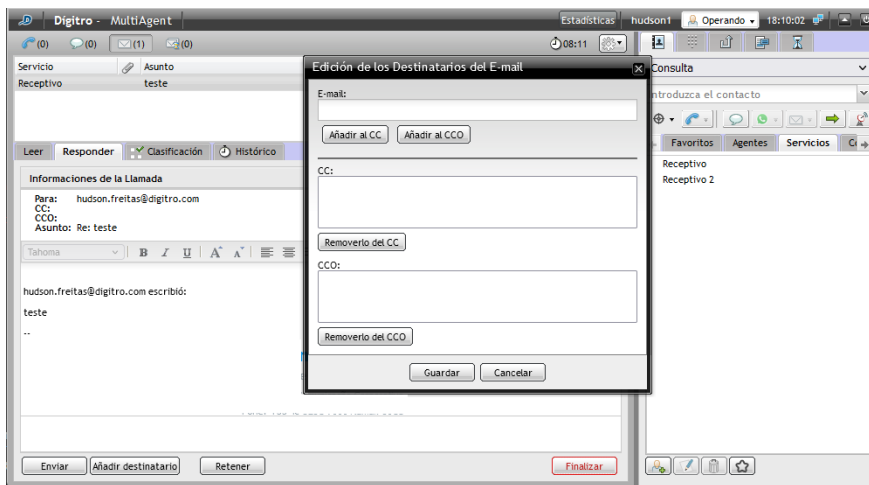 Dígitro - MultiAgent
Estadísticas hudson1 Operando 18:10:02
(0) (0) (1) (0) 08:11
Servicio Asunto
Receptivo teste
Leer Responder Clasificación Histórico
Informaciones de la Llamada
Para: hudson.freitas@digitro.com
CC:
CCO:
Asunto: Re: teste
Tahoma B I U A A
hudson.freitas@digitro.com escribió:
teste
--
Enviar Añadir destinatario Retener Finalizar
Edición de los Destinatarios del E-mail
E-mail:
Añadir al CC Añadir al CCO
CC:
Removerlo del CC
CCO:
Removerlo del CCO
Guardar Cancelar
Consulta
ntroduzca el contacto
Favoritos Agentes Servicios
Receptivo
Receptivo 2